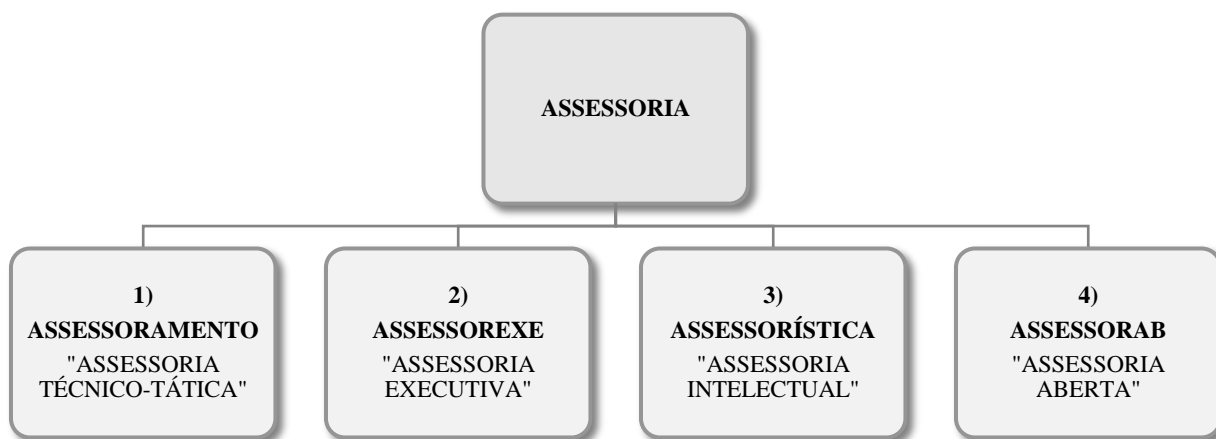 ASSESSORIA
1)
ASSESSORAMENTO
"ASSESSORIA
TÉCNICO-TÁTICA"
2)
ASSESSOREXE
"ASSESSORIA
EXECUTIVA"
3)
ASSESSORÍSTICA
"ASSESSORIA
INTELECTUAL"
4)
ASSESSORAB
"ASSESSORIA
ABERTA"